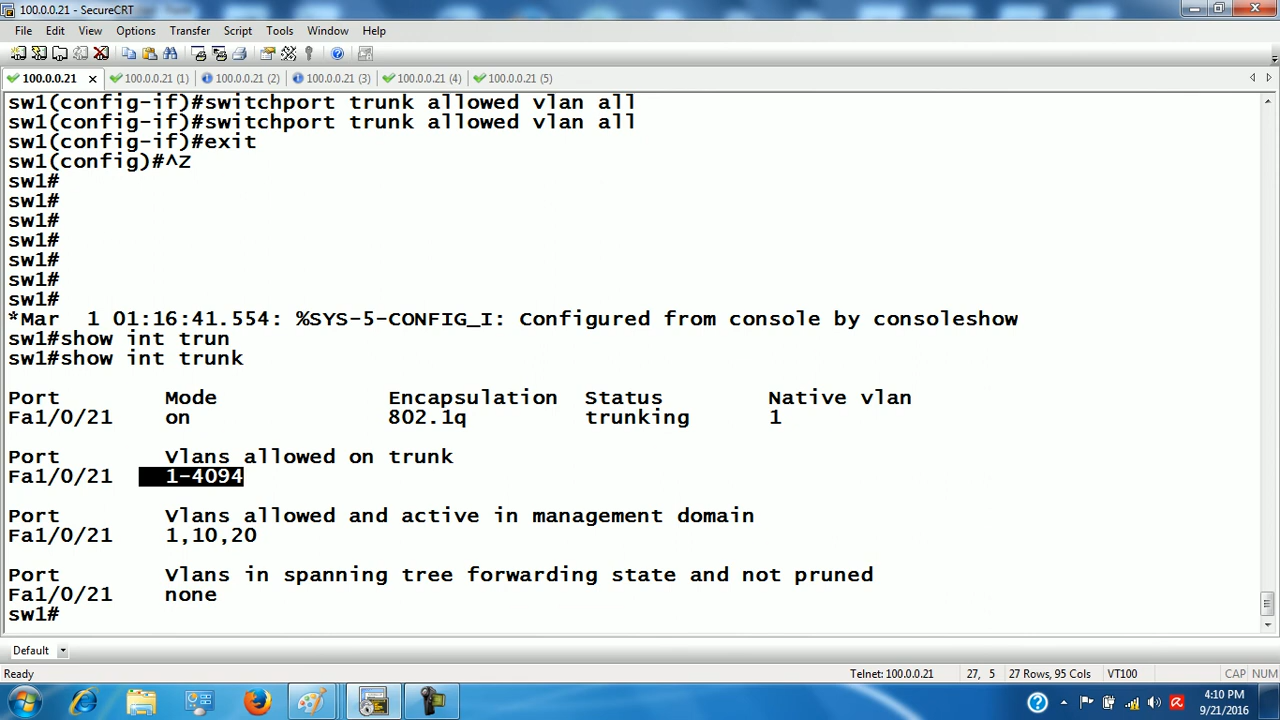 100.0.0.21 - SecureCRT
File Edit View Options Transfer Script Tools Window Help
100.0.0.21 100.0.0.21 (1) 100.0.0.21 (2) 100.0.0.21 (3) 100.0.0.21 (4) 100.0.0.21 (5)
sw1(config-if)#switchport trunk allowed vlan all
sw1(config-if)#switchport trunk allowed vlan all
sw1(config-if)#exit
sw1(config)#^Z
sw1#
sw1#
sw1#
sw1#
sw1#
sw1#
sw1#
*Mar  1 01:16:41.554: %SYS-5-CONFIG_I: Configured from console by consoleshow
sw1#show int trun
sw1#show int trunk
Port        Mode             Encapsulation  Status        Native vlan
Fa1/0/21    on               802.1q         trunking      1
Port        Vlans allowed on trunk
Fa1/0/21    1-4094
Port        Vlans allowed and active in management domain
Fa1/0/21    1,10,20
Port        Vlans in spanning tree forwarding state and not pruned
Fa1/0/21    none
sw1#
Default
Ready Telnet: 100.0.0.21 27, 5 27 Rows, 95 Cols VT100 CAP NUM
4:10 PM
9/21/2016